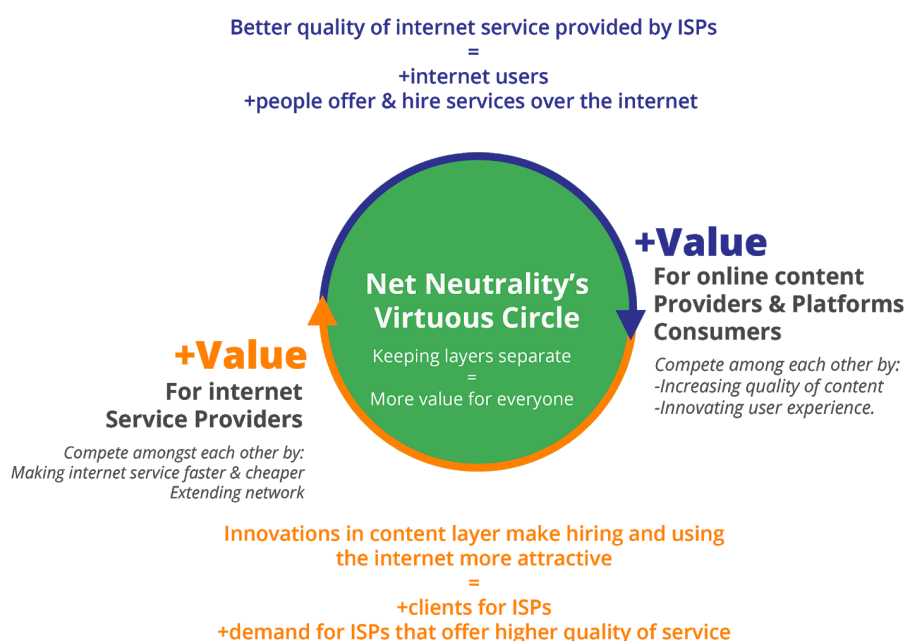 Better quality of internet service provided by ISPs
=
+internet users
+people offer & hire services over the internet
+Value
For online content
Providers & Platforms
Consumers
Compete among each other by:
-Increasing quality of content
-Innovating user experience.
Net Neutrality's
Virtuous Circle
Keeping layers separate
=
More value for everyone
+Value
For internet
Service Providers
Compete amongst each other by:
Making internet service faster & cheaper
Extending network
Innovations in content layer make hiring and using
the internet more attractive
=
+clients for ISPs
+demand for ISPs that offer higher quality of service